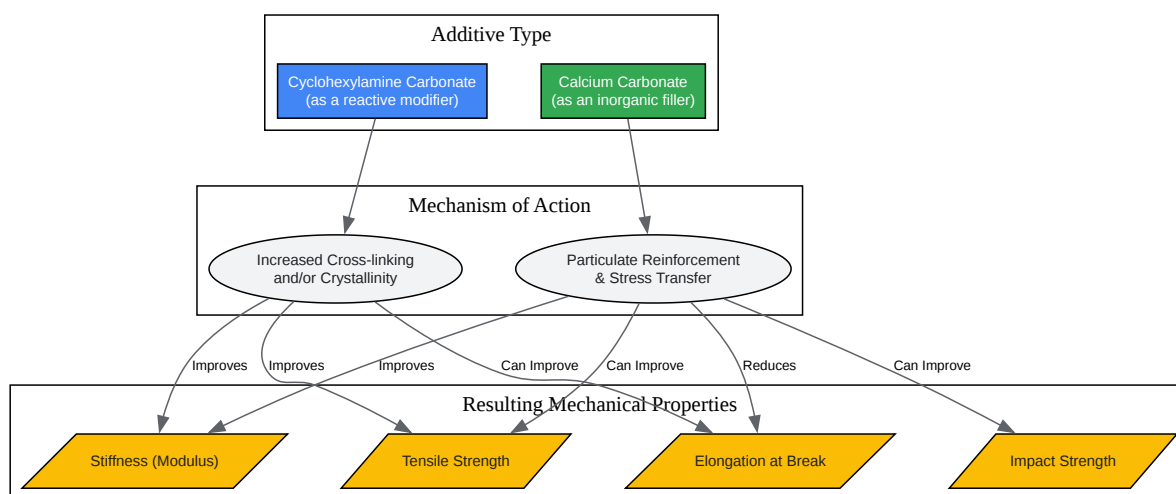 Additive Type
Cyclohexylamine Carbonate
(as a reactive modifier)
Calcium Carbonate
(as an inorganic filler)
Mechanism of Action
Increased Cross-linking
and/or Crystallinity
Particulate Reinforcement
& Stress Transfer
Improves
Improves
Improves
Can Improve
Can Improve
Reduces
Can Improve
Resulting Mechanical Properties
Stiffness (Modulus)
Tensile Strength
Elongation at Break
Impact Strength